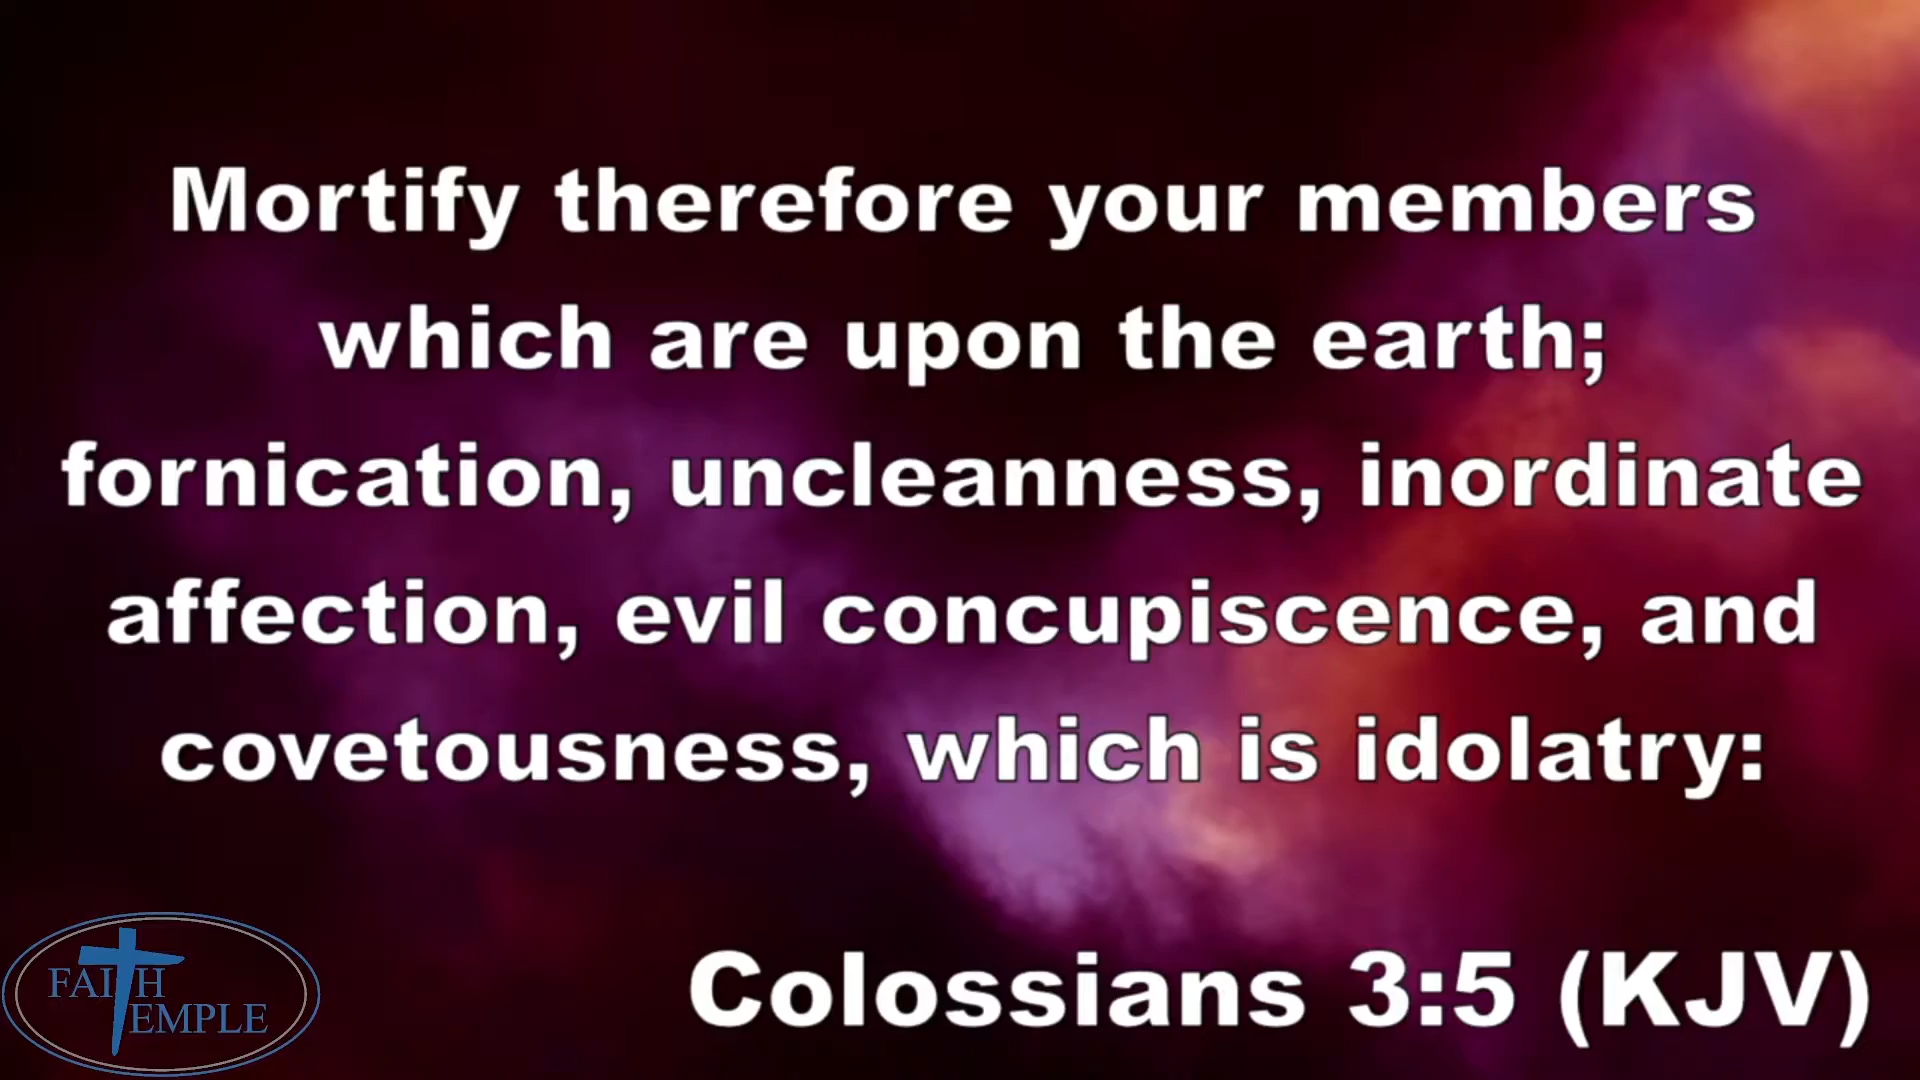 Mortify therefore your members
which are upon the earth;
fornication, uncleanness, inordinate
affection, evil concupiscence, and
covetousness, which is idolatry:
Colossians 3:5 (KJV)
FAITH
TEMPLE